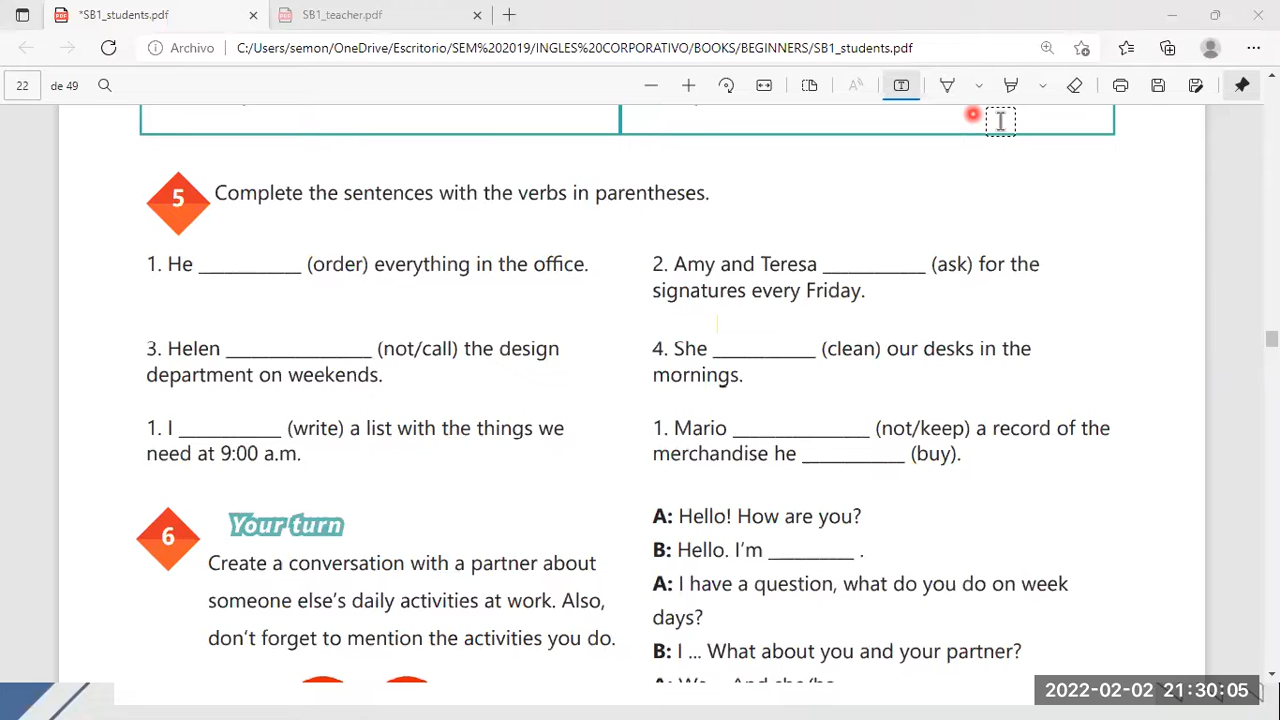 *SB1_students.pdf
SB1_teacher.pdf
Archivo
C:/Users/semon/OneDrive/Escritorio/SEM%202019/INGLES%20CORPORATIVO/BOOKS/BEGINNERS/SB1_students.pdf
22 de 49
5 Complete the sentences with the verbs in parentheses.
1. He __________ (order) everything in the office.
2. Amy and Teresa __________ (ask) for the
signatures every Friday.
3. Helen ______________ (not/call) the design
department on weekends.
4. She __________ (clean) our desks in the
mornings.
1. I __________ (write) a list with the things we
need at 9:00 a.m.
1. Mario _____________ (not/keep) a record of the
merchandise he __________ (buy).
6 Your turn
Create a conversation with a partner about
someone else's daily activities at work. Also,
don't forget to mention the activities you do.
A: Hello! How are you?
B: Hello. I'm ________ .
A: I have a question, what do you do on week
days?
B: I ... What about you and your partner?
2022-02-02 21:30:05